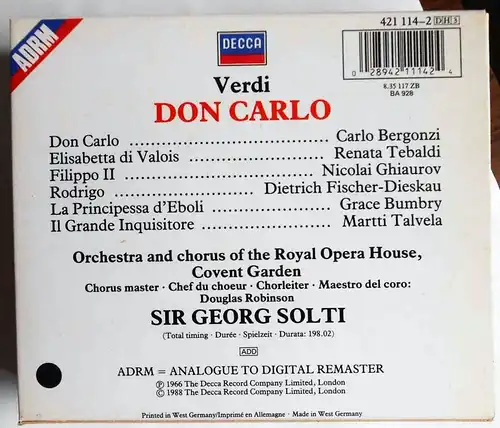 ADRM
DECCA
421 114-2 DH 3
0 28942 11142 4
8.35 117 ZB
BA 928
Verdi
DON CARLO
Don Carlo ........................................ Carlo Bergonzi
Elisabetta di Valois ............................... Renata Tebaldi
Filippo II ........................................ Nicolai Ghiaurov
Rodrigo ............................ Dietrich Fischer-Dieskau
La Principessa d'Eboli ........................ Grace Bumbry
Il Grande Inquisitore ......................... Martti Talvela
Orchestra and chorus of the Royal Opera House,
Covent Garden
Chorus master · Chef du choeur · Chorleiter · Maestro del coro:
Douglas Robinson
SIR GEORG SOLTI
(Total timing · Durée · Spielzeit · Durata: 198.02)
ADD
ADRM = ANALOGUE TO DIGITAL REMASTER
Ⓟ 1966 The Decca Record Company Limited, London
© 1988 The Decca Record Company Limited, London
Printed in West Germany/Imprimé en Allemagne · Made in West Germany